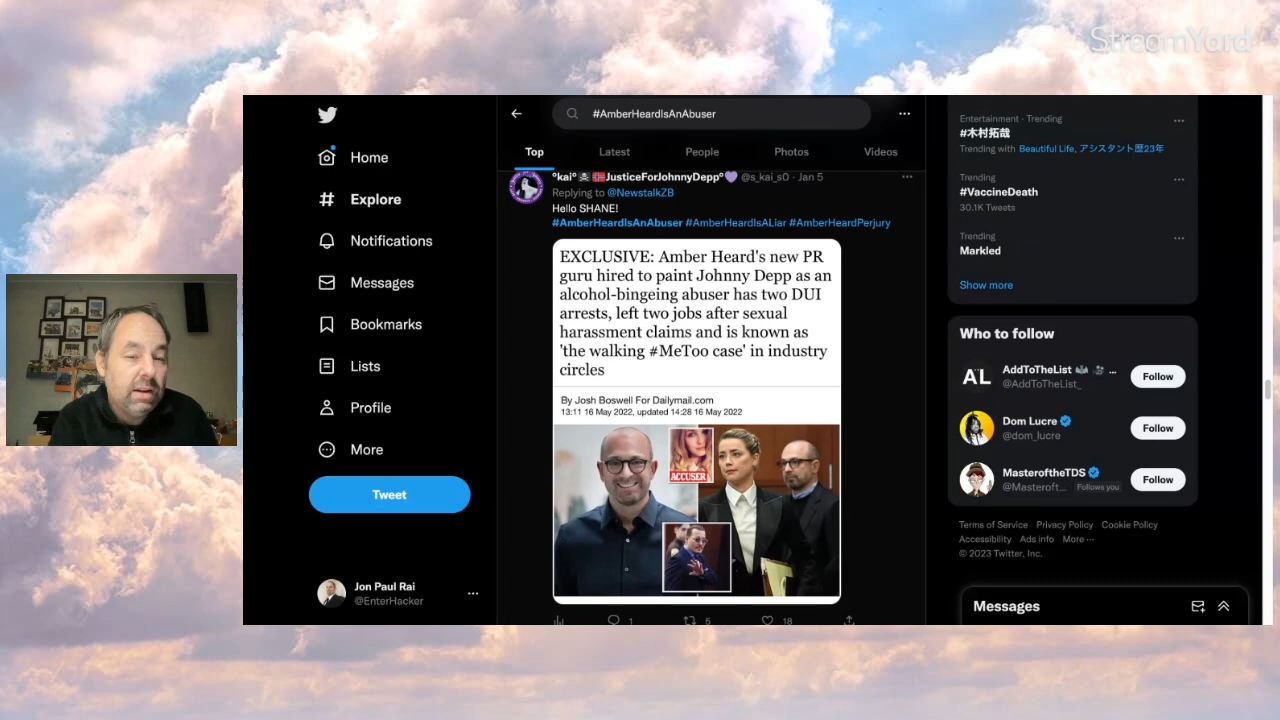 StreamYard
Home
Explore
Notifications
Messages
Bookmarks
Lists
Profile
More
Tweet
Jon Paul Rai
@EnterHacker
#AmberHeardIsAnAbuser
Top
Latest
People
Photos
Videos
°kai°☠🇳🇴JusticeForJohnnyDepp°💜 @s_kai_s0 · Jan 5
Replying to @NewstalkZB
Hello SHANE!
#AmberHeardIsAnAbuser #AmberHeardIsALiar #AmberHeardPerjury
EXCLUSIVE: Amber Heard's new PR
guru hired to paint Johnny Depp as an
alcohol-bingeing abuser has two DUI
arrests, left two jobs after sexual
harassment claims and is known as
'the walking #MeToo case' in industry
circles
By Josh Boswell For Dailymail.com
13:11 16 May 2022, updated 14:28 16 May 2022
ACCUSER
1
5
18
Entertainment · Trending
#木村拓哉
Trending with Beautiful Life, アシスタント歴23年
Trending
#VaccineDeath
30.1K Tweets
Trending
Markled
Show more
Who to follow
AL
AddToTheList ...
@AddToTheList_
Follow
Dom Lucre
@dom_lucre
Follow
MasteroftheTDS
@Masteroft... Follows you
Follow
Terms of Service Privacy Policy Cookie Policy
Accessibility Ads info More ···
© 2023 Twitter, Inc.
Messages